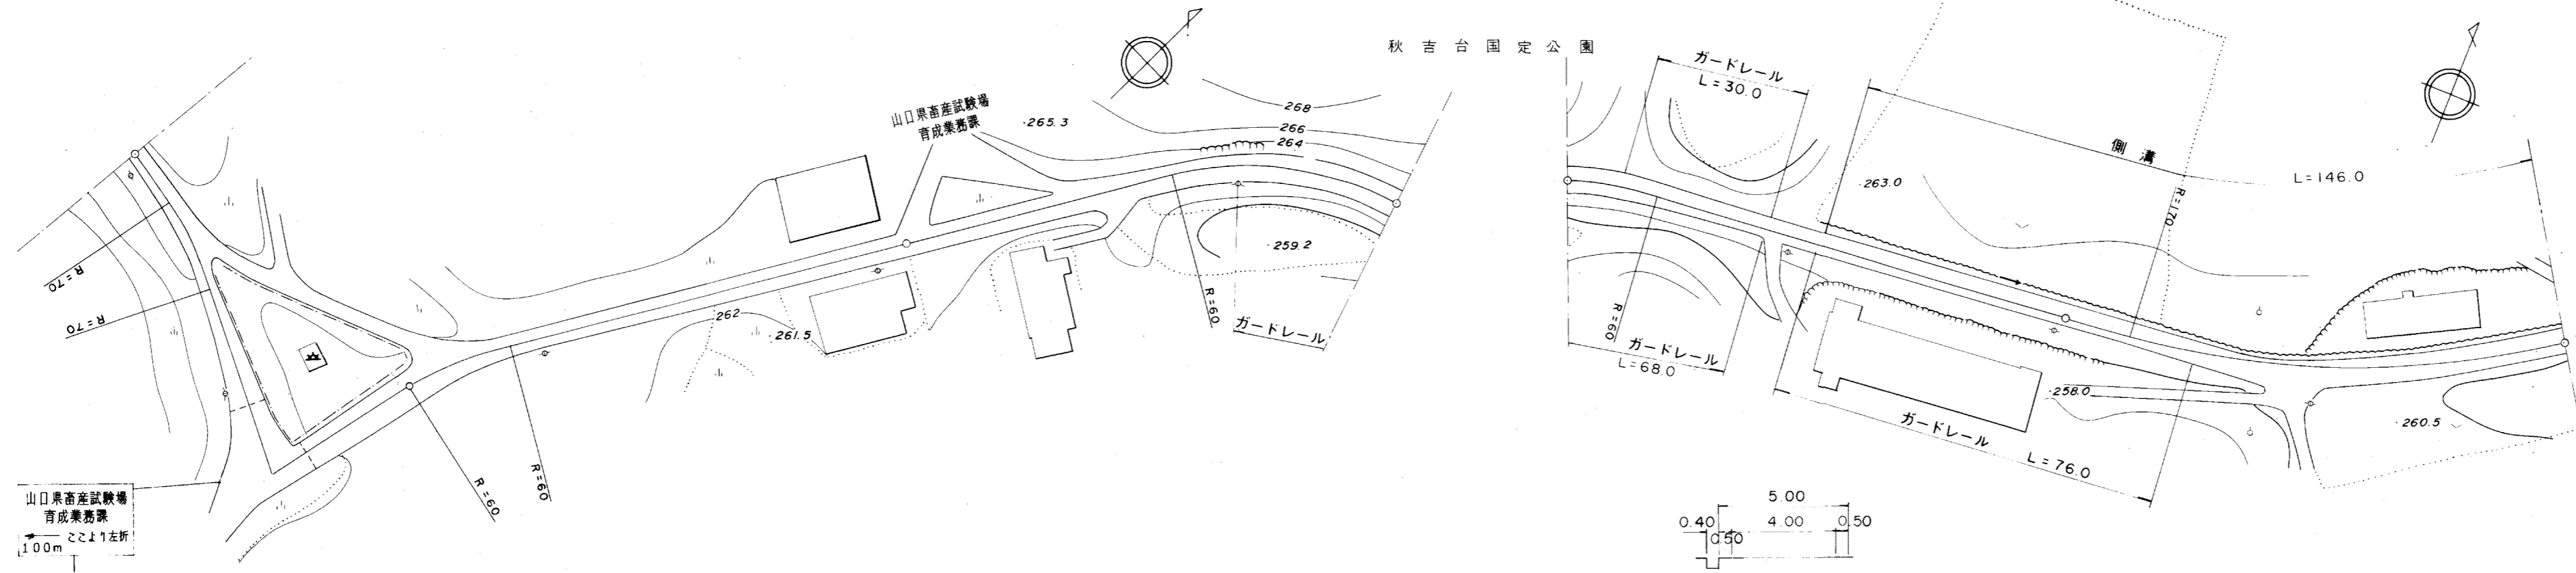 秋吉台国定公園
山口県畜産試験場
育成業務課
265.3
268
266
264
259.2
R=70
R=70
262
261.5
R=60
ガードレール
R=60
R=60
山口県畜産試験場
育成業務課
ここより左折
100m
ガードレール
L=30.0
263.0
側溝
L=146.0
R=170
R=60
ガードレール
L=68.0
258.0
ガードレール
L=76.0
260.5
5.00
0.40 4.00 0.50
0.50